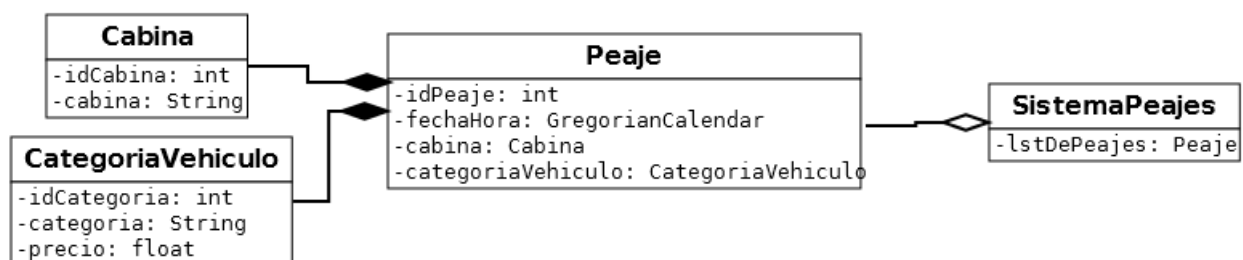 Cabina
-idCabina: int
-cabina: String
CategoriaVehiculo
-idCategoria: int
-categoria: String
-precio: float
Peaje
-idPeaje: int
-fechaHora: GregorianCalendar
-cabina: Cabina
-categoriaVehiculo: CategoriaVehiculo
SistemaPeajes
-lstDePeajes: Peaje